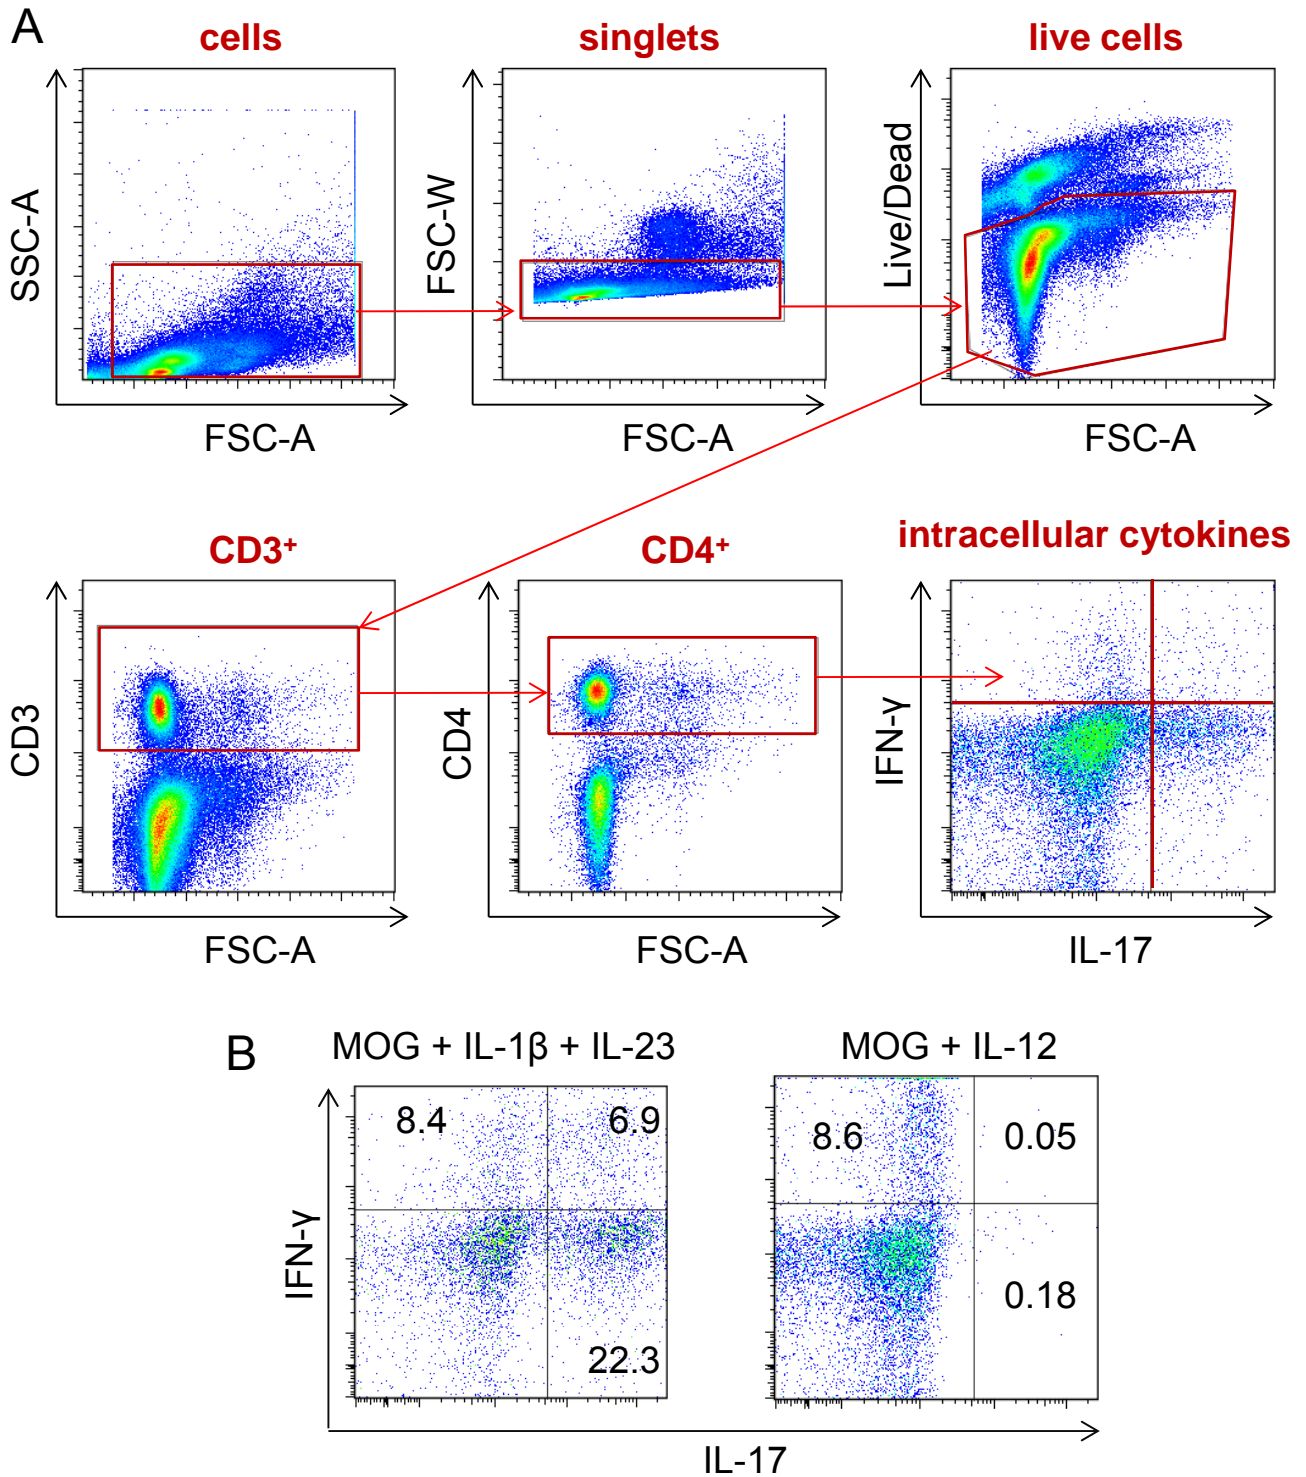 A
cells
singlets
live cells
SSC-A
FSC-W
Live/Dead
FSC-A
FSC-A
FSC-A
CD3+
CD4+
intracellular cytokines
CD3
CD4
IFN-γ
FSC-A
FSC-A
IL-17
B
MOG + IL-1β + IL-23
MOG + IL-12
8.4
6.9
8.6
0.05
IFN-γ
22.3
0.18
IL-17